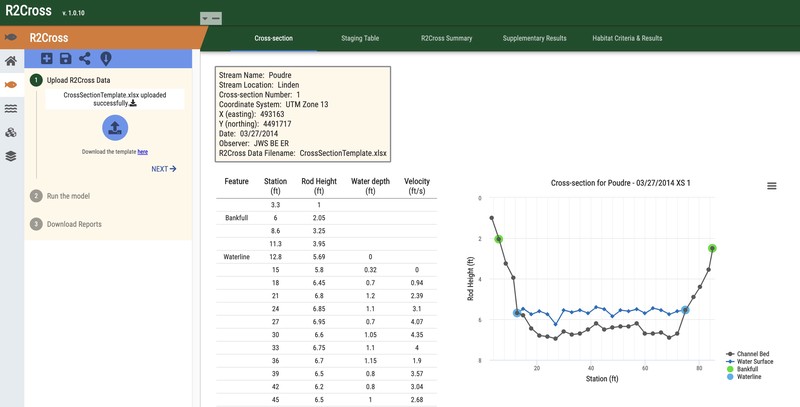 R2Cross v. 1.0.10
R2Cross
Cross-section Staging Table R2Cross Summary Supplementary Results Habitat Criteria & Results
1 Upload R2Cross Data
CrossSectionTemplate.xlsx uploaded
successfully
Download the template here
NEXT
2 Run the model
3 Download Reports
Stream Name: Poudre
Stream Location: Linden
Cross-section Number: 1
Coordinate System: UTM Zone 13
X (easting): 493163
Y (northing): 4491717
Date: 03/27/2014
Observer: JWS BE ER
R2Cross Data Filename: CrossSectionTemplate.xlsx
Feature Station Rod Height Water depth Velocity
(ft) (ft) (ft) (ft/s)
3.3 1
Bankfull 6 2.05
8.6 3.25
11.3 3.95
Waterline 12.8 5.69 0
15 5.8 0.32 0
18 6.45 0.7 0.94
21 6.8 1.2 2.39
24 6.85 1.1 3.1
27 6.95 0.7 4.07
30 6.6 1.05 4.35
33 6.75 1.1 4
36 6.7 1.15 1.9
39 6.5 0.8 3.57
42 6.2 0.8 3.04
45 6.5 1 2.68
Cross-section for Poudre - 03/27/2014 XS 1
0
2
4
6
8
Rod Height (ft)
20 40 60 80
Station (ft)
Channel Bed
Water Surface
Bankfull
Waterline